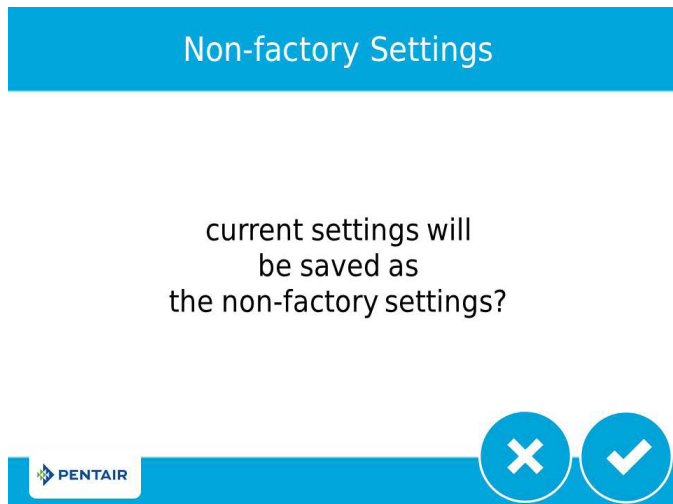 Non-factory Settings
current settings will
be saved as
the non-factory settings?
PENTAIR